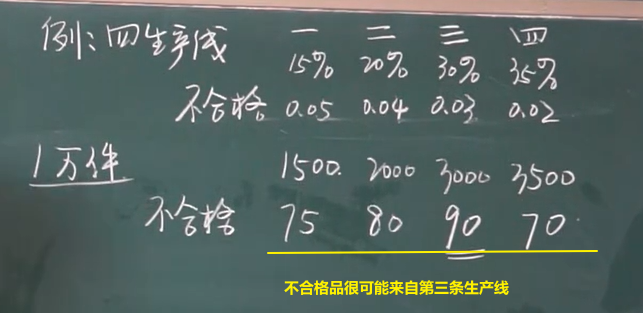 例：四生产线 一 二 三 四
15% 20% 30% 35%
不合格 0.05 0.04 0.03 0.02
1万件 1500. 2000 3000 3500
不合格 75 80 90 70
不合格品很可能来自第三条生产线